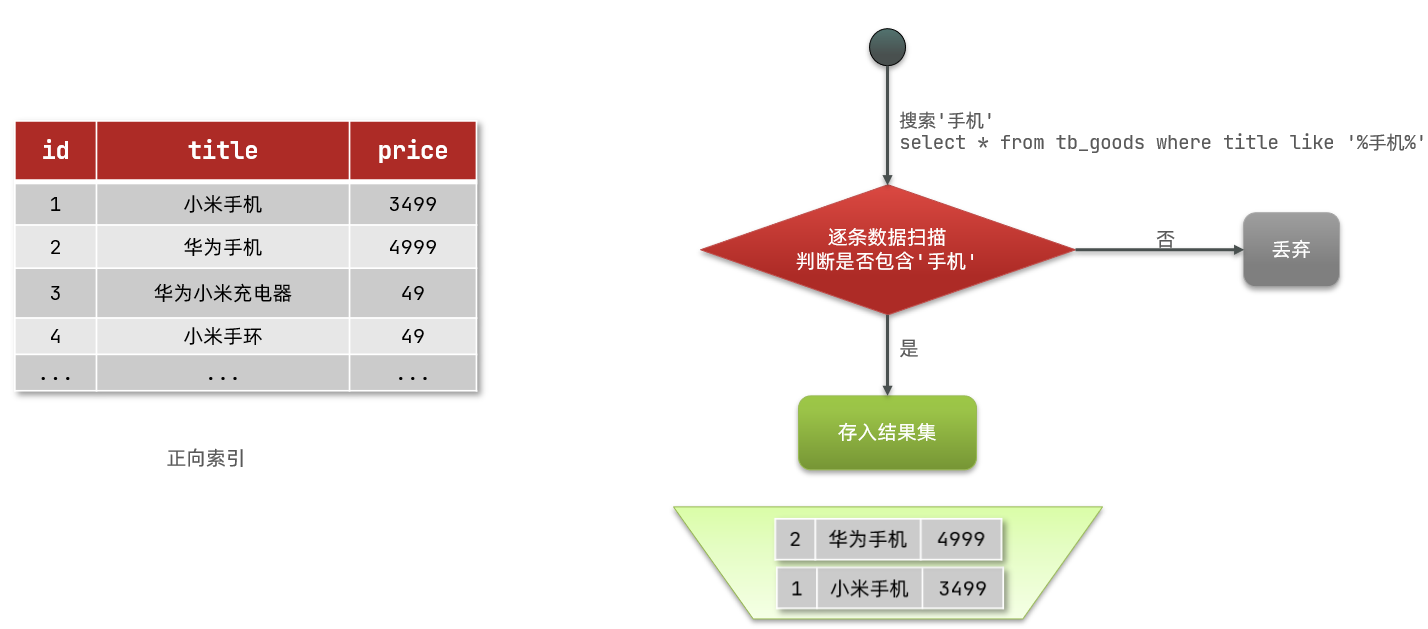 id title price
1 小米手机 3499
2 华为手机 4999
3 华为小米充电器 49
4 小米手环 49
... ... ...
正向索引
搜索'手机'
select * from tb_goods where title like '%手机%'
逐条数据扫描
判断是否包含'手机'
否
丢弃
是
存入结果集
2 华为手机 4999
1 小米手机 3499